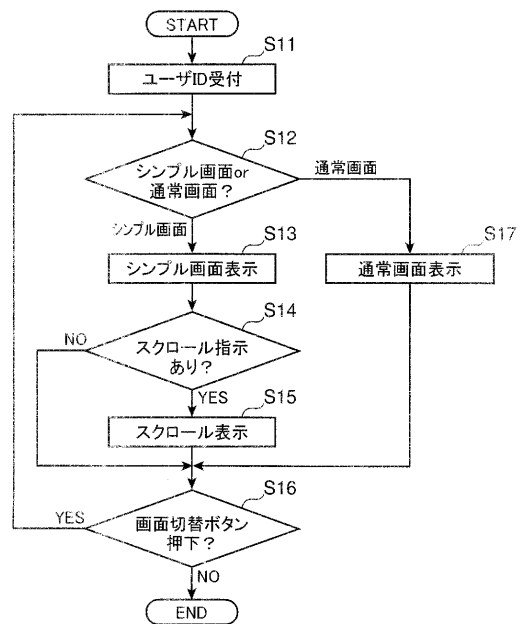 START
S11
ユーザID受付
S12
シンプル画面or
通常画面？
通常画面
シンプル画面
S13
シンプル画面表示
S17
通常画面表示
S14
スクロール指示
あり？
NO
YES
S15
スクロール表示
S16
画面切替ボタン
押下？
YES
NO
END